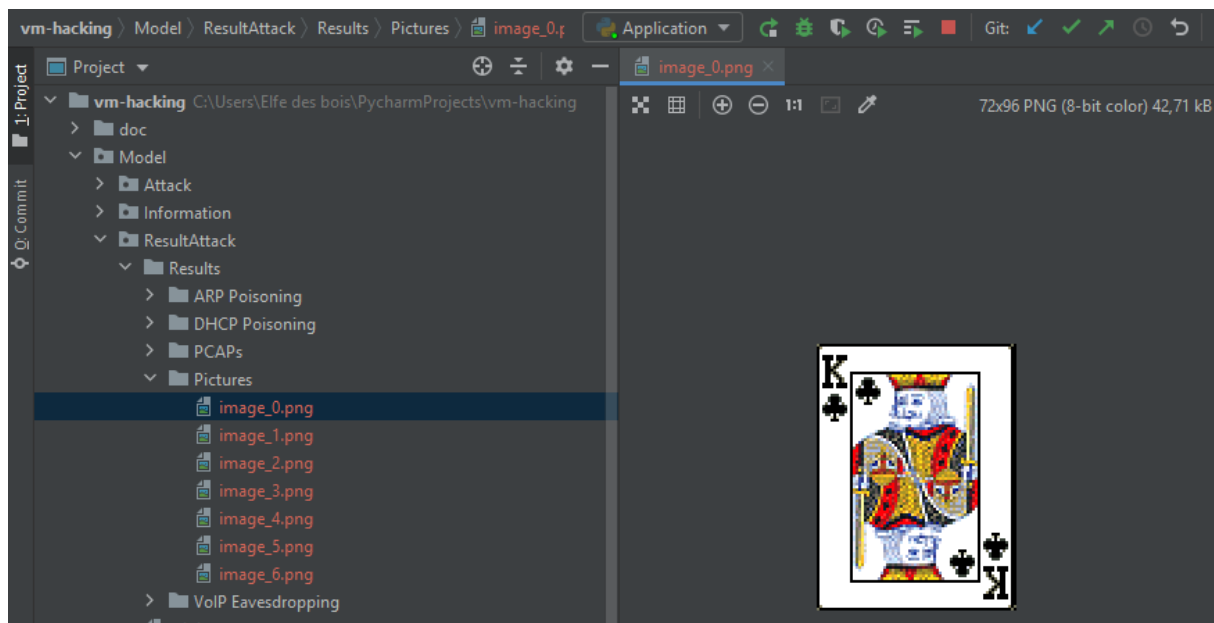 vm-hacking Model ResultAttack Results Pictures image_0.p Application Git:
1: Project
Project
image_0.png
vm-hacking C:\Users\Elfe des bois\PycharmProjects\vm-hacking
1:1 72x96 PNG (8-bit color) 42,71 kB
doc
Model
0: Commit
Attack
Information
ResultAttack
Results
ARP Poisoning
DHCP Poisoning
PCAPs
Pictures
K
image_0.png
image_1.png
image_2.png
image_3.png
image_4.png
image_5.png
image_6.png
K
VoIP Eavesdropping